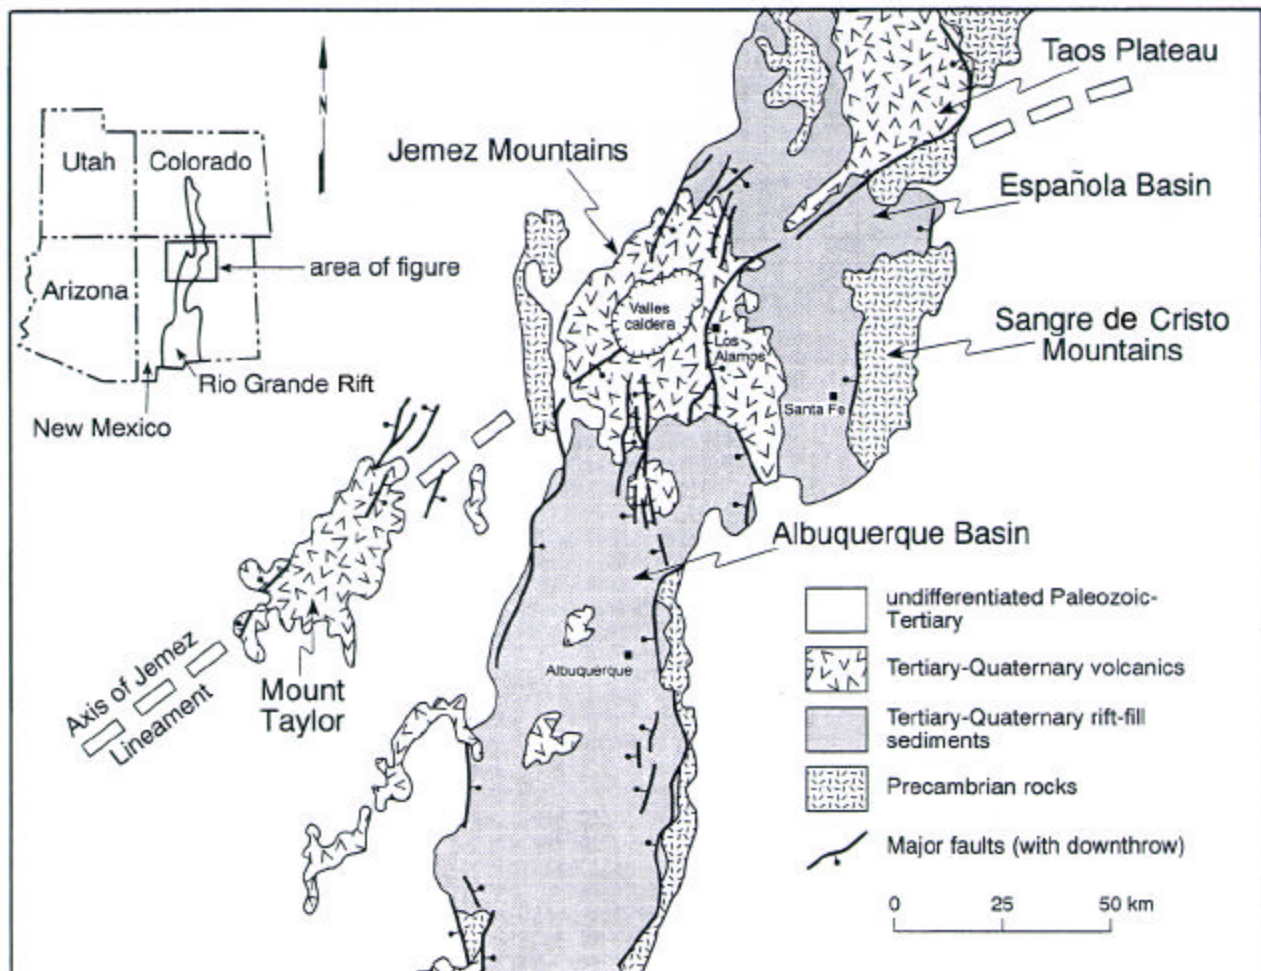 Utah
Colorado
Arizona
area of figure
Rio Grande Rift
New Mexico
N
Jemez Mountains
Taos Plateau
Española Basin
Valles
caldera
Los
Alamos
Sangre de Cristo
Mountains
Santa Fe
Albuquerque Basin
Albuquerque
Mount
Taylor
Axis of Jemez
Lineament
undifferentiated Paleozoic-
Tertiary
Tertiary-Quaternary volcanics
Tertiary-Quaternary rift-fill
sediments
Precambrian rocks
Major faults (with downthrow)
0 25 50 km